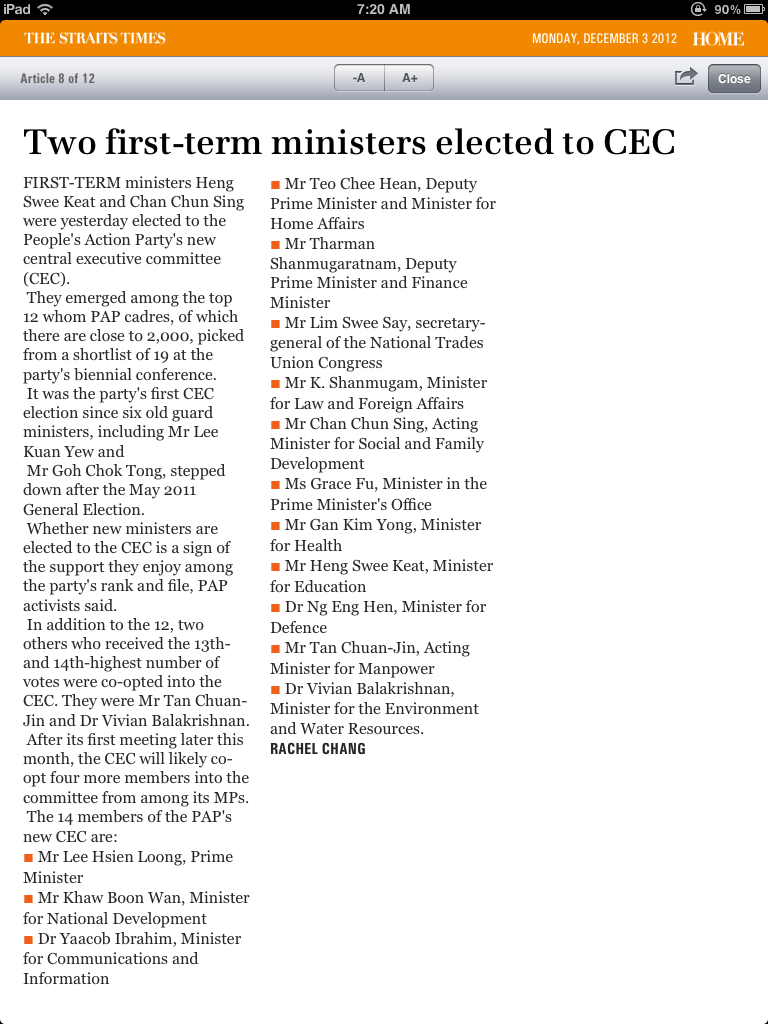 iPad 7:20 AM 90%
THE STRAITS TIMES MONDAY, DECEMBER 3 2012 HOME
Article 8 of 12 -A A+ Close
Two first-term ministers elected to CEC
FIRST-TERM ministers Heng
Swee Keat and Chan Chun Sing
were yesterday elected to the
People's Action Party's new
central executive committee
(CEC).
They emerged among the top
12 whom PAP cadres, of which
there are close to 2,000, picked
from a shortlist of 19 at the
party's biennial conference.
It was the party's first CEC
election since six old guard
ministers, including Mr Lee
Kuan Yew and
Mr Goh Chok Tong, stepped
down after the May 2011
General Election.
Whether new ministers are
elected to the CEC is a sign of
the support they enjoy among
the party's rank and file, PAP
activists said.
In addition to the 12, two
others who received the 13th-
and 14th-highest number of
votes were co-opted into the
CEC. They were Mr Tan Chuan-
Jin and Dr Vivian Balakrishnan.
After its first meeting later this
month, the CEC will likely co-
opt four more members into the
committee from among its MPs.
The 14 members of the PAP's
new CEC are:
■ Mr Lee Hsien Loong, Prime
Minister
■ Mr Khaw Boon Wan, Minister
for National Development
■ Dr Yaacob Ibrahim, Minister
for Communications and
Information
■ Mr Teo Chee Hean, Deputy
Prime Minister and Minister for
Home Affairs
■ Mr Tharman
Shanmugaratnam, Deputy
Prime Minister and Finance
Minister
■ Mr Lim Swee Say, secretary-
general of the National Trades
Union Congress
■ Mr K. Shanmugam, Minister
for Law and Foreign Affairs
■ Mr Chan Chun Sing, Acting
Minister for Social and Family
Development
■ Ms Grace Fu, Minister in the
Prime Minister's Office
■ Mr Gan Kim Yong, Minister
for Health
■ Mr Heng Swee Keat, Minister
for Education
■ Dr Ng Eng Hen, Minister for
Defence
■ Mr Tan Chuan-Jin, Acting
Minister for Manpower
■ Dr Vivian Balakrishnan,
Minister for the Environment
and Water Resources.
RACHEL CHANG